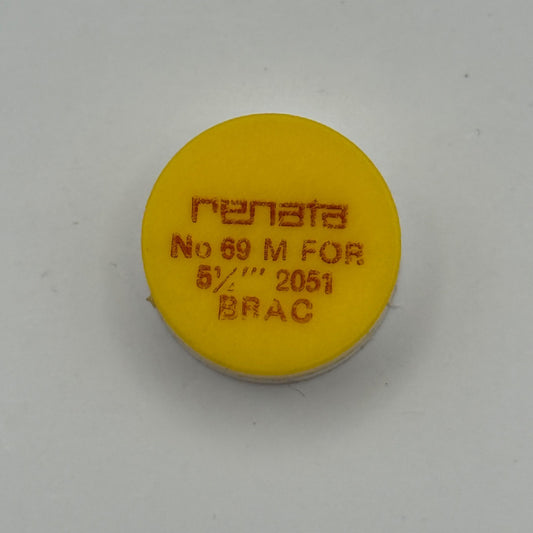 renata
No 69 M FOR
5½''' 2051
BRAC